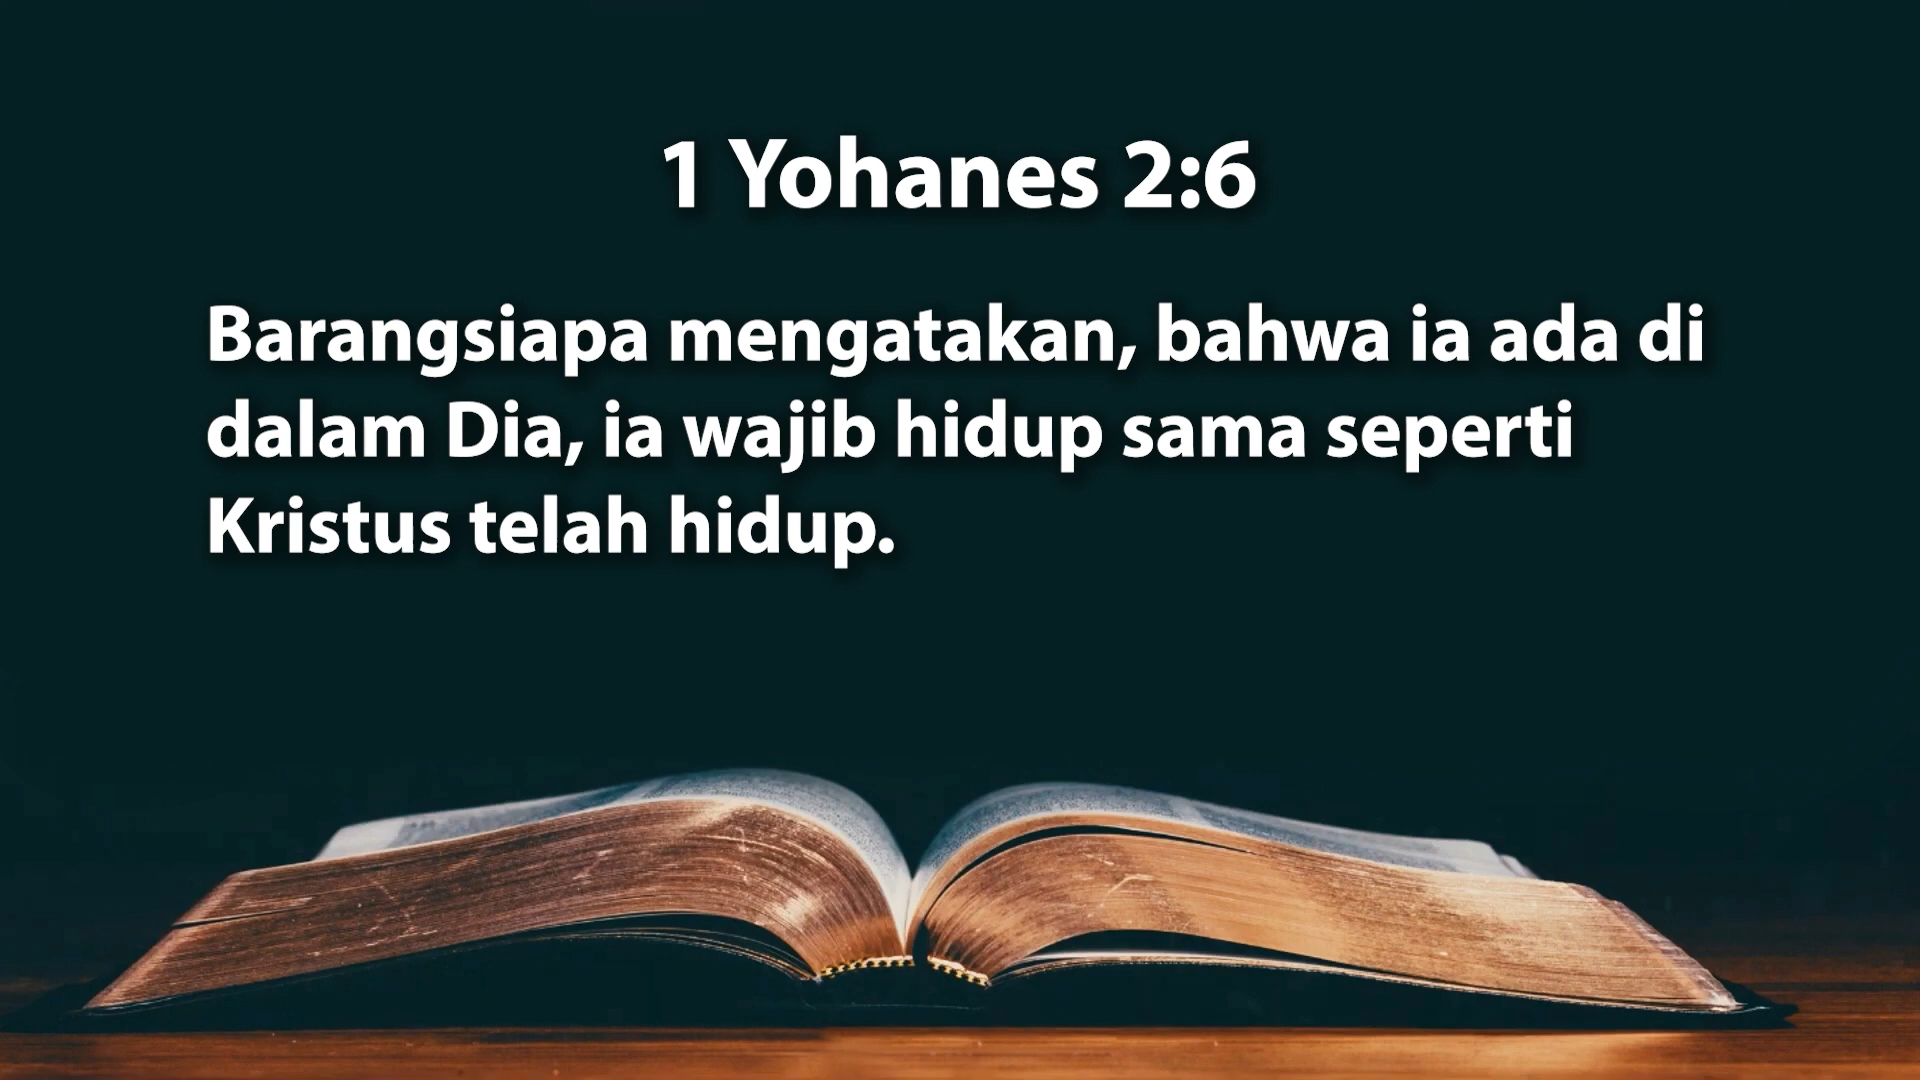 1 Yohanes 2:6
Barangsiapa mengatakan, bahwa ia ada di
dalam Dia, ia wajib hidup sama seperti
Kristus telah hidup.